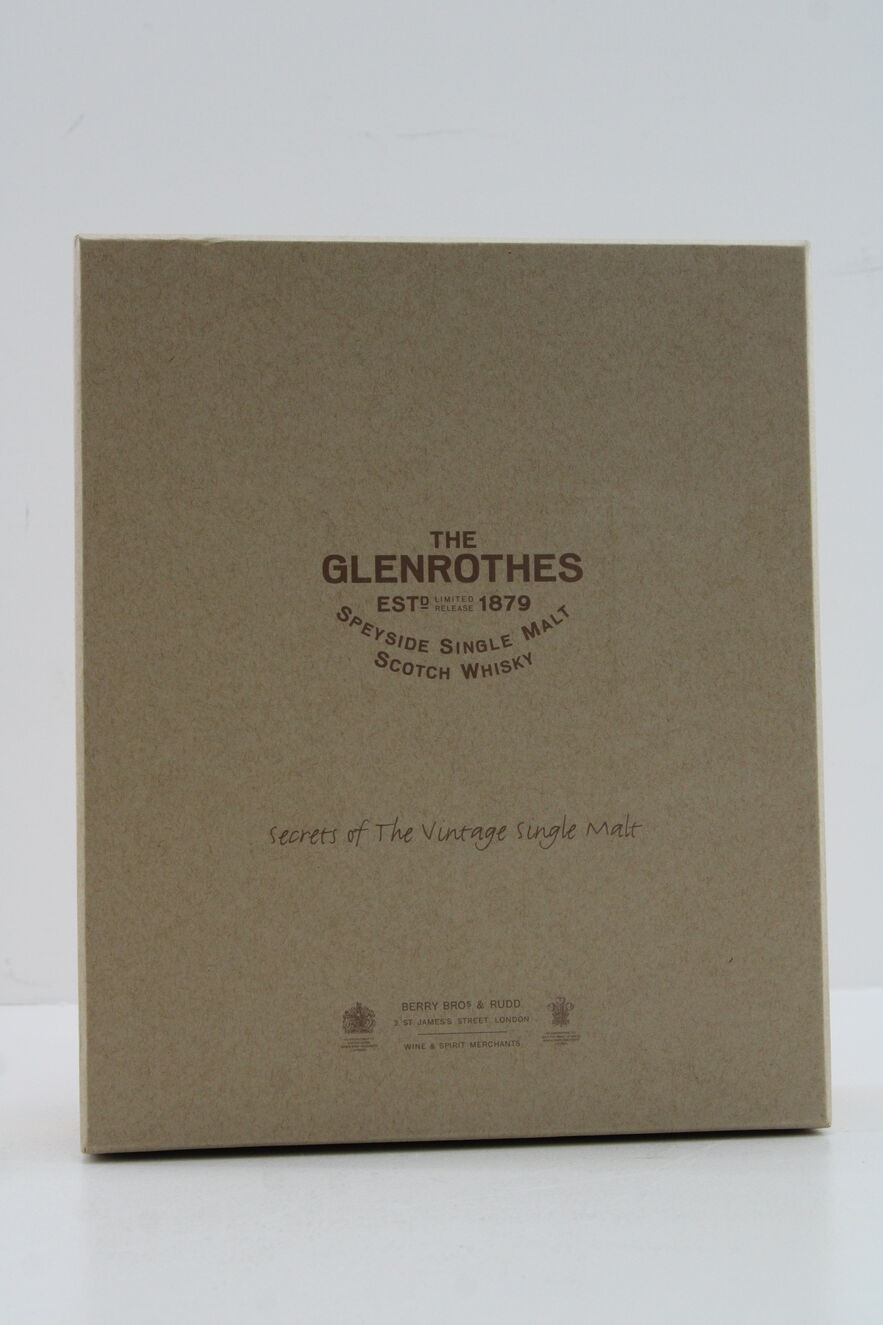 THE
GLENROTHES
ESTD LIMITED RELEASE 1879
SPEYSIDE SINGLE MALT
SCOTCH WHISKY
Secrets of The Vintage Single Malt
BERRY BROS & RUDD
3 ST JAMES'S STREET, LONDON
WINE & SPIRIT MERCHANTS